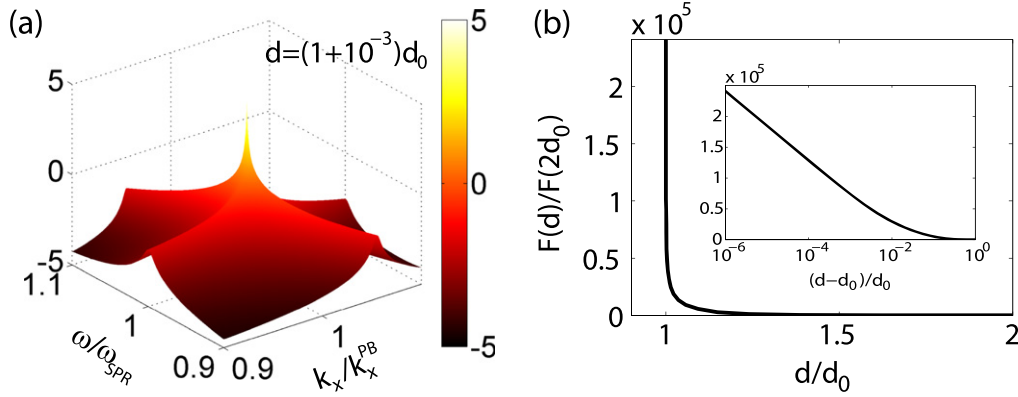 (a)
d=(1+10⁻³)d₀
5
0
-5
1.1
1
0.9
ω/ω_SPR
0.9
1
k_x/k_x^PB
5
0
-5
(b)
x 10⁵
2
1.5
1
0.5
0
F(d)/F(2d₀)
1
1.5
2
d/d₀
x 10⁵
2.5
2
1.5
1
0.5
0
10⁻⁶
10⁻⁴
10⁻²
10⁰
(d−d₀)/d₀